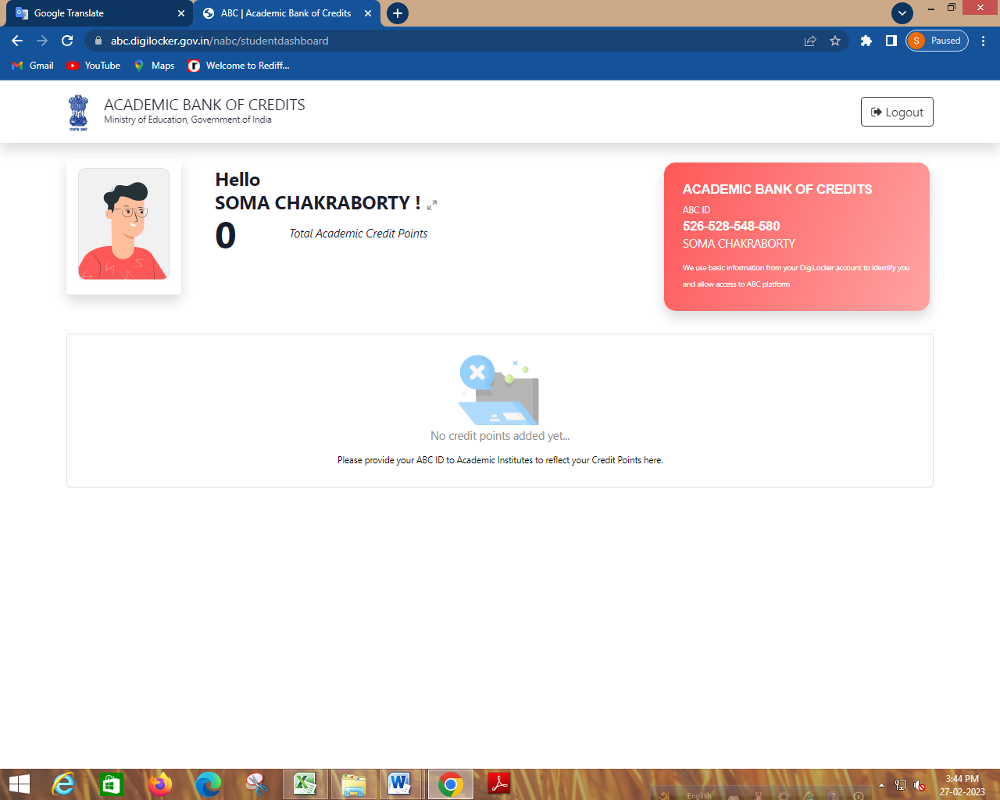 Google Translate
ABC | Academic Bank of Credits
abc.digilocker.gov.in/nabc/studentdashboard
S Paused
Gmail
YouTube
Maps
Welcome to Rediff...
ACADEMIC BANK OF CREDITS
Ministry of Education, Government of India
Logout
Hello
SOMA CHAKRABORTY !
0
Total Academic Credit Points
ACADEMIC BANK OF CREDITS
ABC ID
526-528-548-580
SOMA CHAKRABORTY
We use basic information from your DigiLocker account to identify you
and allow access to ABC platform
No credit points added yet...
Please provide your ABC ID to Academic Institutes to reflect your Credit Points here.
English
3:44 PM
27-02-2023